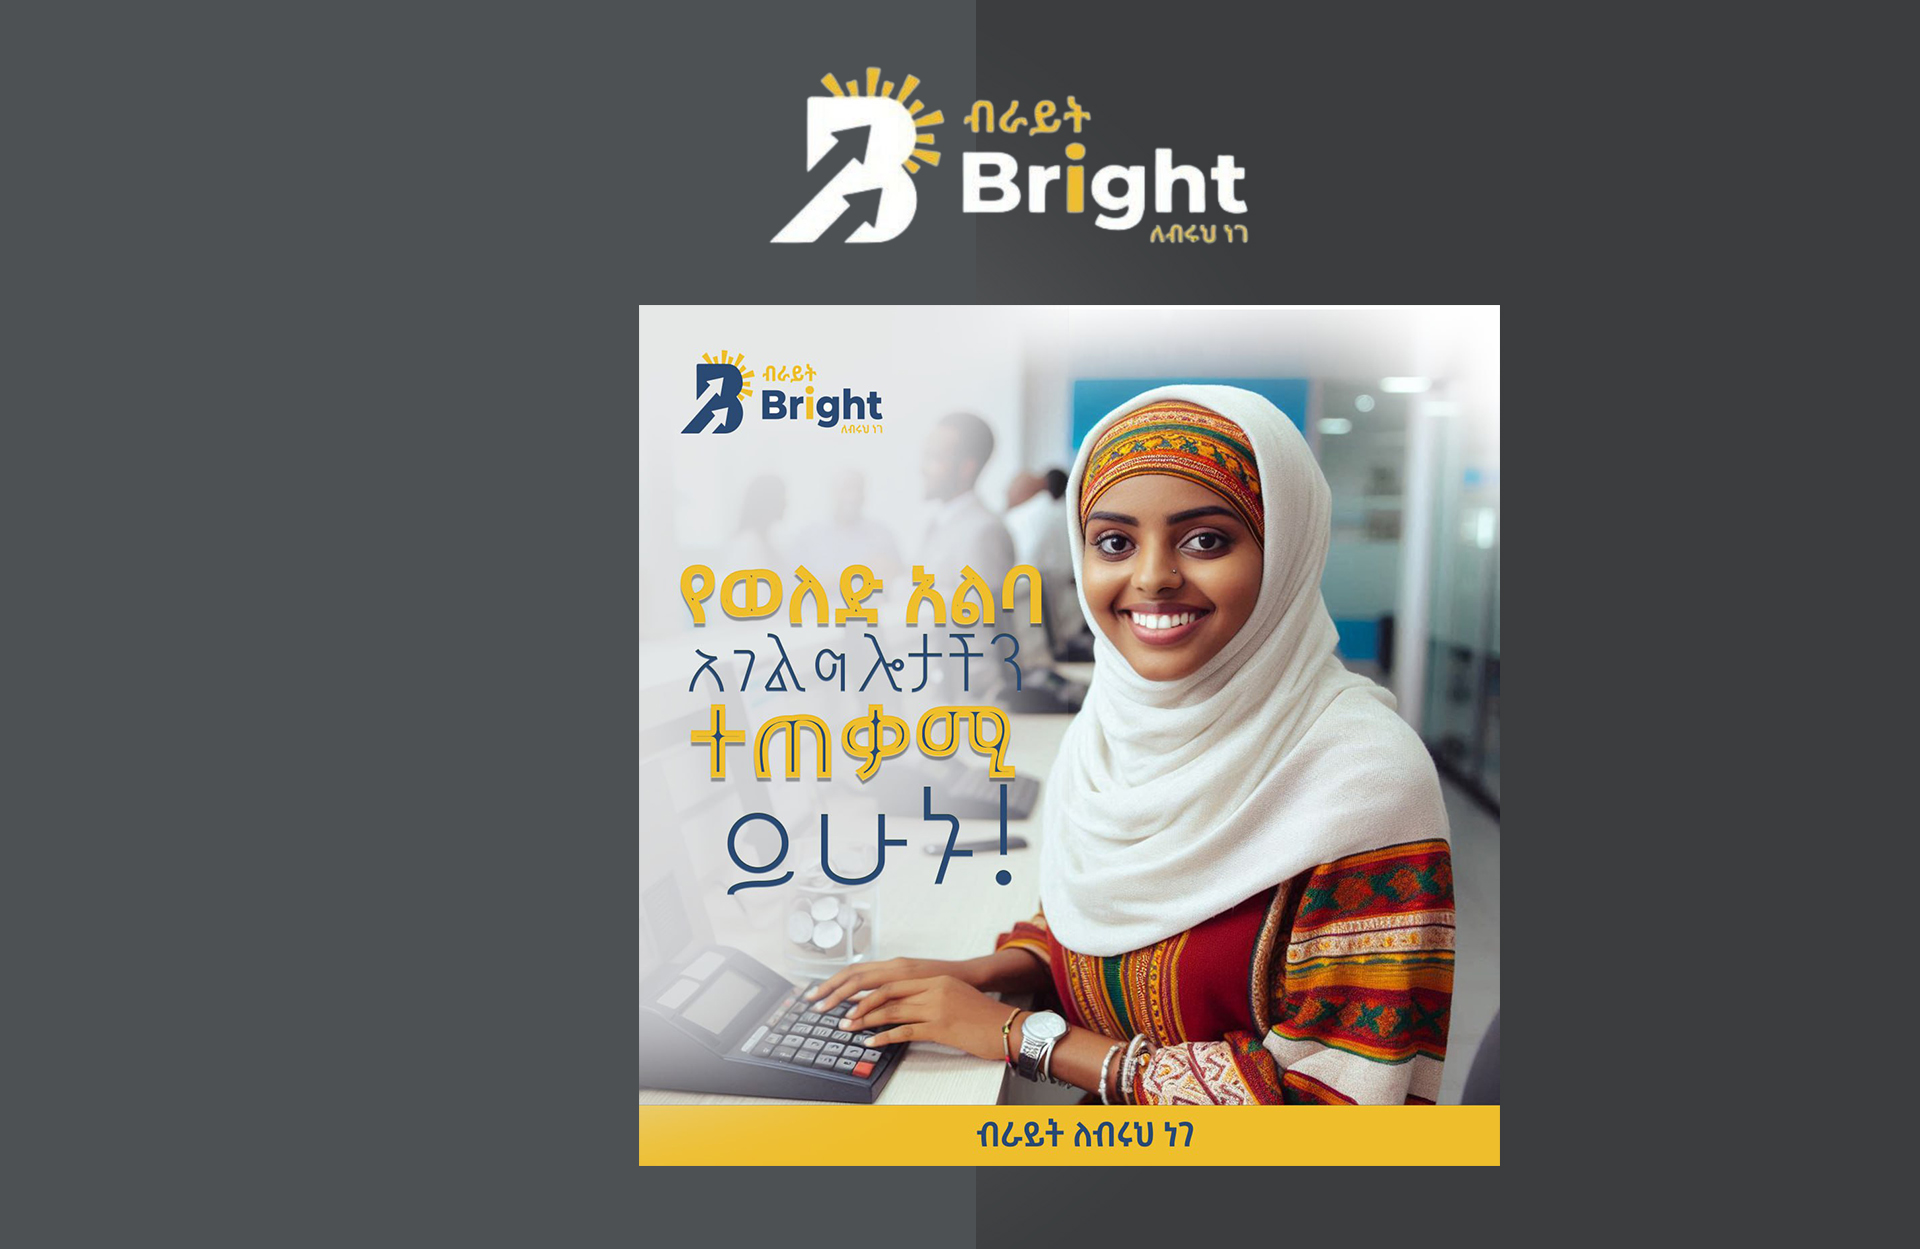 ብራይት
Bright
ለብሩህ ነገ
ብራይት
Bright
ለብሩህ ነገ
የወለድ አልባ
አገልግሎታችን
ተጠቃሚ
ይሁኑ!
ብራይት ለብሩህ ነገ